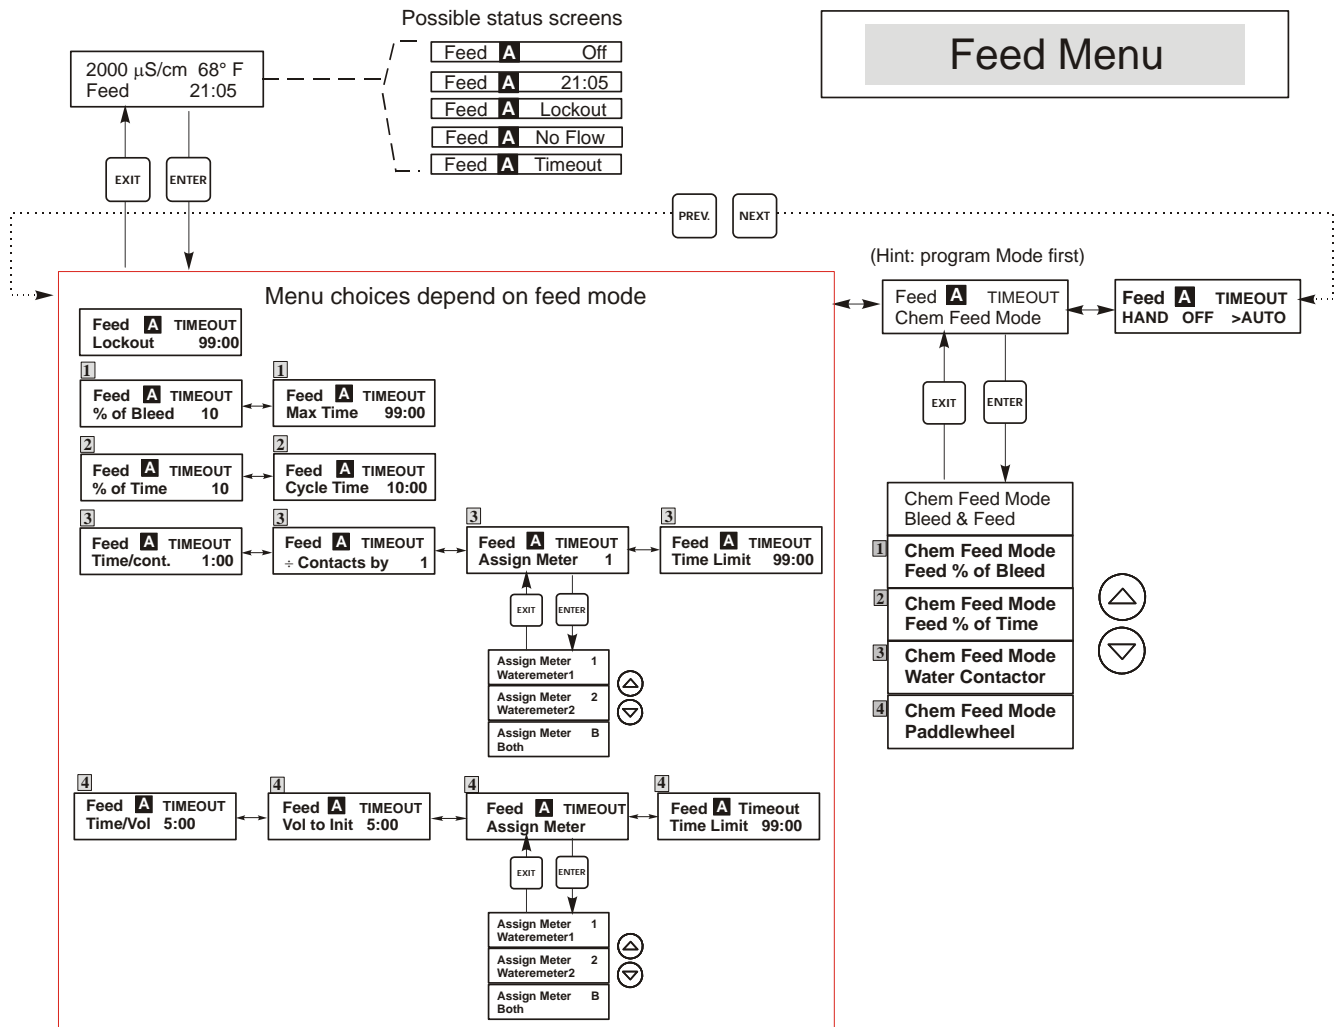 Possible status screens
Feed Menu
2000 µS/cm 68° F
Feed 21:05
Feed A Off
Feed A 21:05
Feed A Lockout
Feed A No Flow
Feed A Timeout
EXIT
ENTER
PREV.
NEXT
(Hint: program Mode first)
Menu choices depend on feed mode
Feed A TIMEOUT
Chem Feed Mode
Feed A TIMEOUT
HAND OFF >AUTO
Feed A TIMEOUT
Lockout 99:00
1
Feed A TIMEOUT
% of Bleed 10
1
Feed A TIMEOUT
Max Time 99:00
EXIT
ENTER
2
Feed A TIMEOUT
% of Time 10
2
Feed A TIMEOUT
Cycle Time 10:00
3
Feed A TIMEOUT
Time/cont. 1:00
3
Feed A TIMEOUT
÷ Contacts by 1
3
Feed A TIMEOUT
Assign Meter 1
3
Feed A TIMEOUT
Time Limit 99:00
EXIT
ENTER
Assign Meter 1
Wateremeter1
Assign Meter 2
Wateremeter2
Assign Meter B
Both
Chem Feed Mode
Bleed & Feed
1
Chem Feed Mode
Feed % of Bleed
2
Chem Feed Mode
Feed % of Time
3
Chem Feed Mode
Water Contactor
4
Chem Feed Mode
Paddlewheel
4
Feed A TIMEOUT
Time/Vol 5:00
4
Feed A TIMEOUT
Vol to Init 5:00
4
Feed A TIMEOUT
Assign Meter
4
Feed A Timeout
Time Limit 99:00
EXIT
ENTER
Assign Meter 1
Wateremeter1
Assign Meter 2
Wateremeter2
Assign Meter B
Both